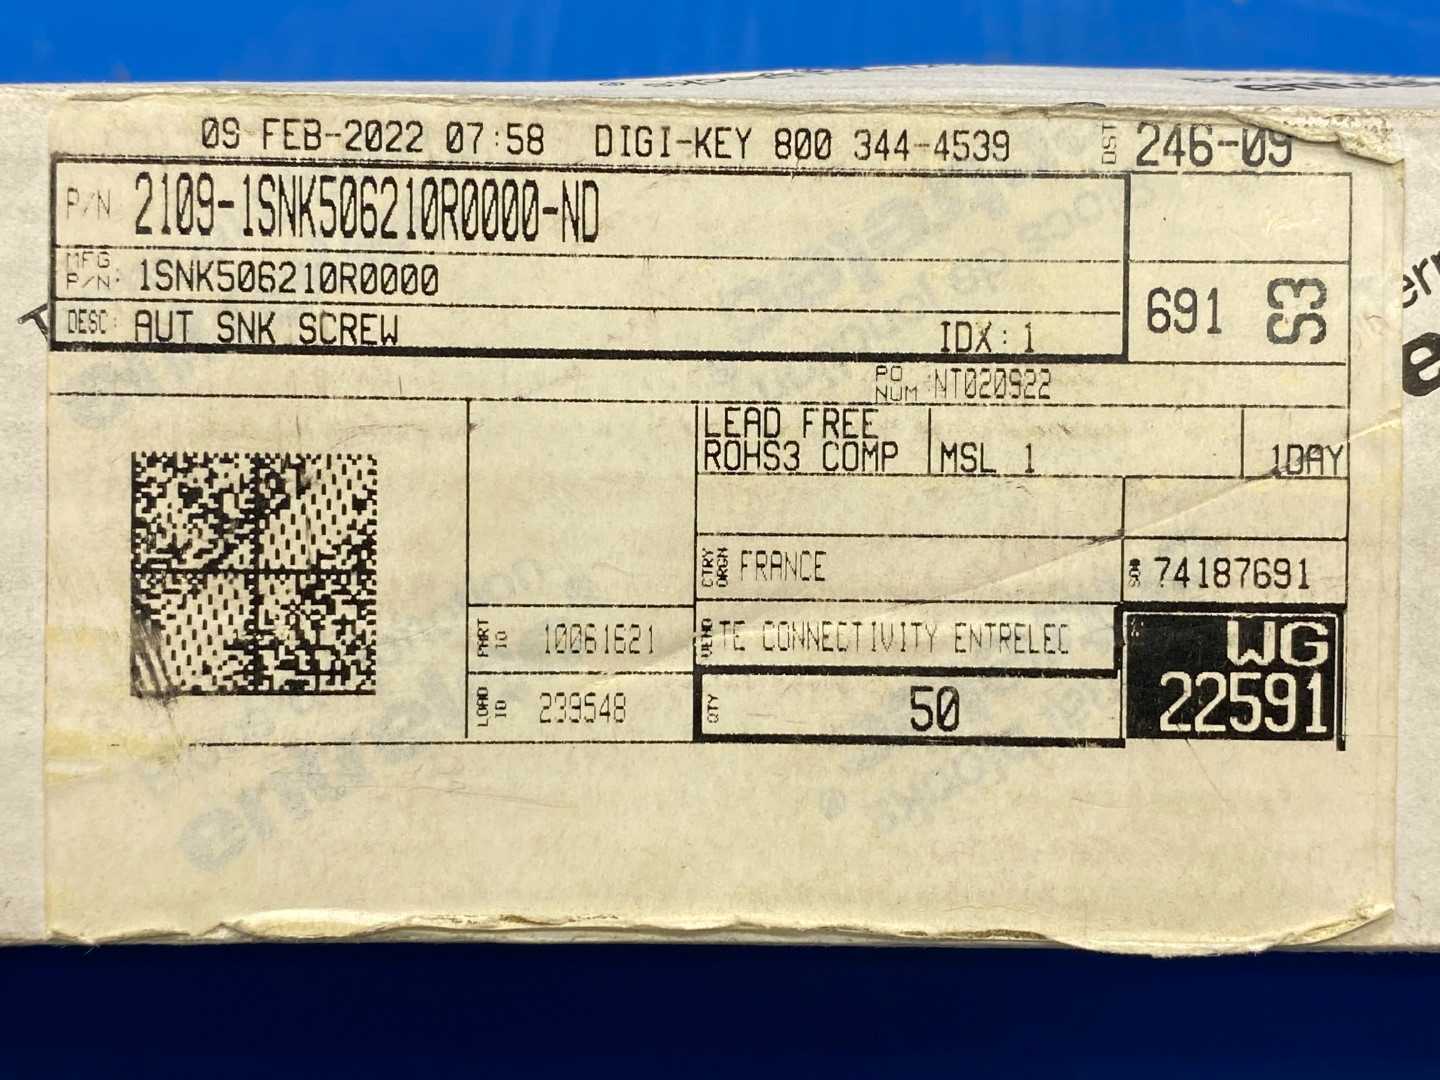 09 FEB-2022 07:58 DIGI-KEY 800 344-4539 DST 246-09
P/N 2109-1SNK506210R0000-ND
MFG P/N: 1SNK506210R0000
691 S3
DESC: AUT SNK SCREW IDX: 1
PO NUM: NT020922
LEAD FREE
ROHS3 COMP MSL 1 1DAY
CTRY ORGN FRANCE SO# 74187691
PART ID 10061621 VEND TE CONNECTIVITY ENTRELEC WG
LOAD ID 239548 QTY 50 22591